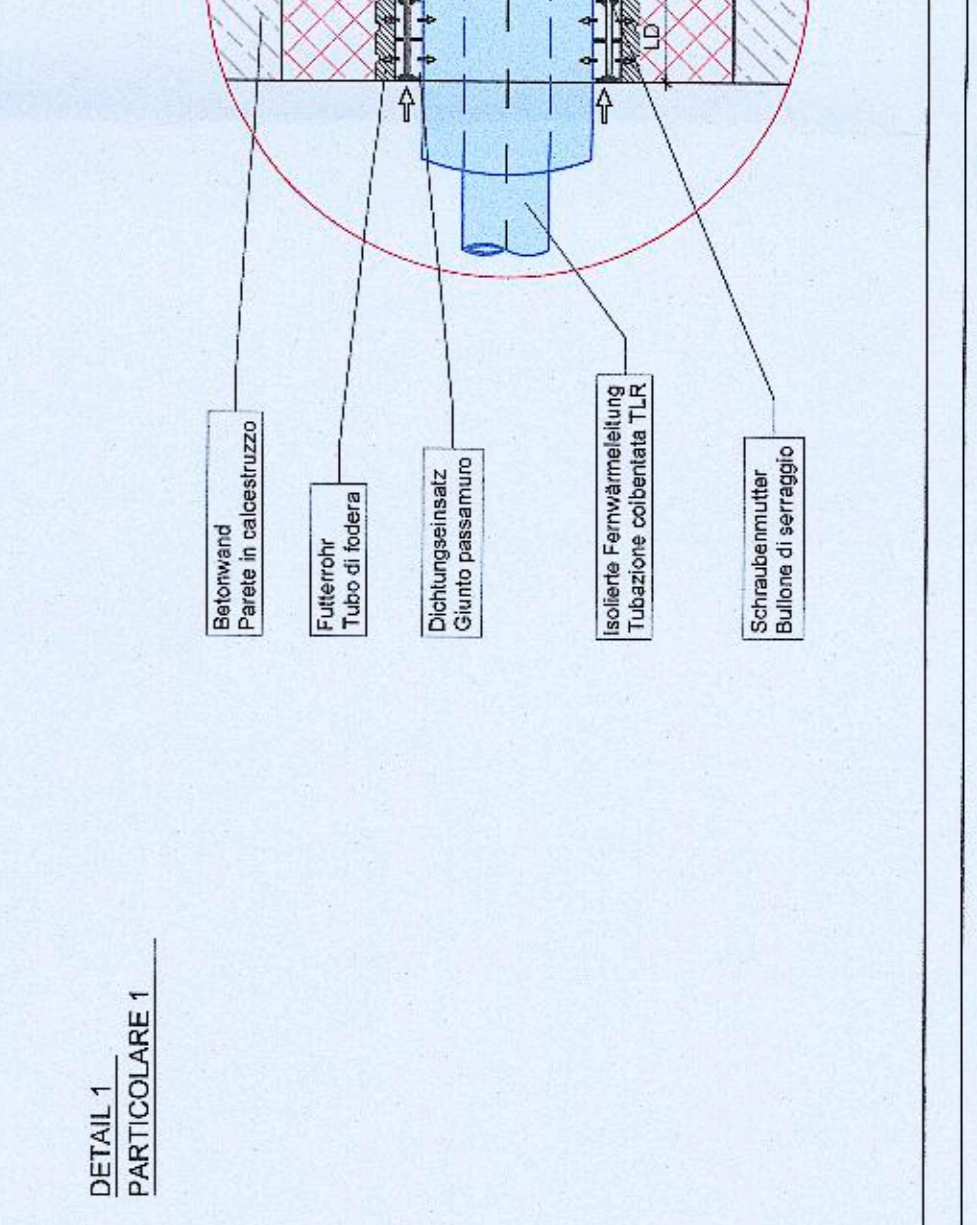 DETAIL 1
PARTICOLARE 1
Betonwand
Parete in calcestruzzo
Futterrohr
Tubo di fodera
Dichtungseinsatz
Giunto passamuro
Isolierte Fernwärmeleitung
Tubazione coibentata TLR
Schraubenmutter
Bullone di serraggio
LD